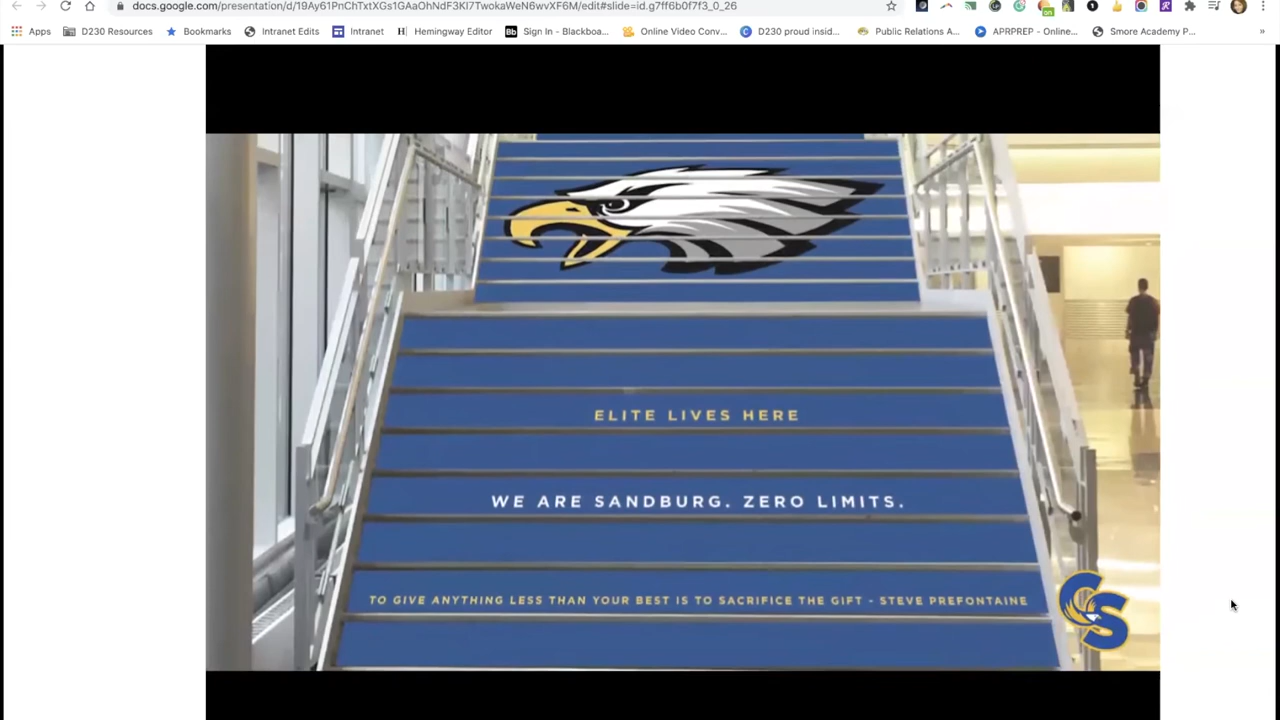 docs.google.com/presentation/d/19Ay61PnChTxtXGs1GAaOhNdF3KI7TwokaWeN6wvXF6M/edit#slide=id.g7ff6b0f7f3_0_26
Apps D230 Resources Bookmarks Intranet Edits Intranet Hemingway Editor Sign In - Blackboa... Online Video Conv... D230 proud insid... Public Relations A... APRPREP - Online... Smore Academy P... »
ELITE LIVES HERE
WE ARE SANDBURG. ZERO LIMITS.
TO GIVE ANYTHING LESS THAN YOUR BEST IS TO SACRIFICE THE GIFT - STEVE PREFONTAINE
CS